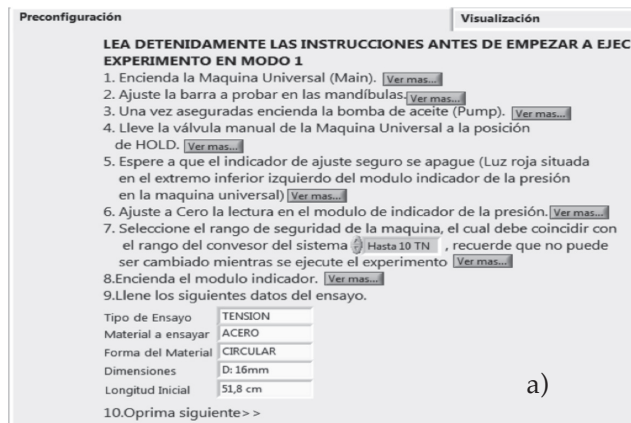 Preconfiguración
Visualización
LEA DETENIDAMENTE LAS INSTRUCCIONES ANTES DE EMPEZAR A EJEC
EXPERIMENTO EN MODO 1
1. Encienda la Maquina Universal (Main). Ver mas...
2. Ajuste la barra a probar en las mandíbulas. Ver mas...
3. Una vez aseguradas encienda la bomba de aceite (Pump). Ver mas...
4. Lleve la válvula manual de la Maquina Universal a la posición
de HOLD. Ver mas...
5. Espere a que el indicador de ajuste seguro se apague (Luz roja situada
en el extremo inferior izquierdo del modulo indicador de la presión
en la maquina universal) Ver mas...
6. Ajuste a Cero la lectura en el modulo de indicador de la presión. Ver mas...
7. Seleccione el rango de seguridad de la maquina, el cual debe coincidir con
el rango del convesor del sistema Hasta 10 TN , recuerde que no puede
ser cambiado mientras se ejecute el experimento Ver mas...
8.Encienda el modulo indicador. Ver mas...
9.Llene los siguientes datos del ensayo.
Tipo de Ensayo TENSION
Material a ensayar ACERO
Forma del Material CIRCULAR
Dimensiones D: 16mm
Longitud Inicial 51,8 cm
a)
10.Oprima siguiente>>